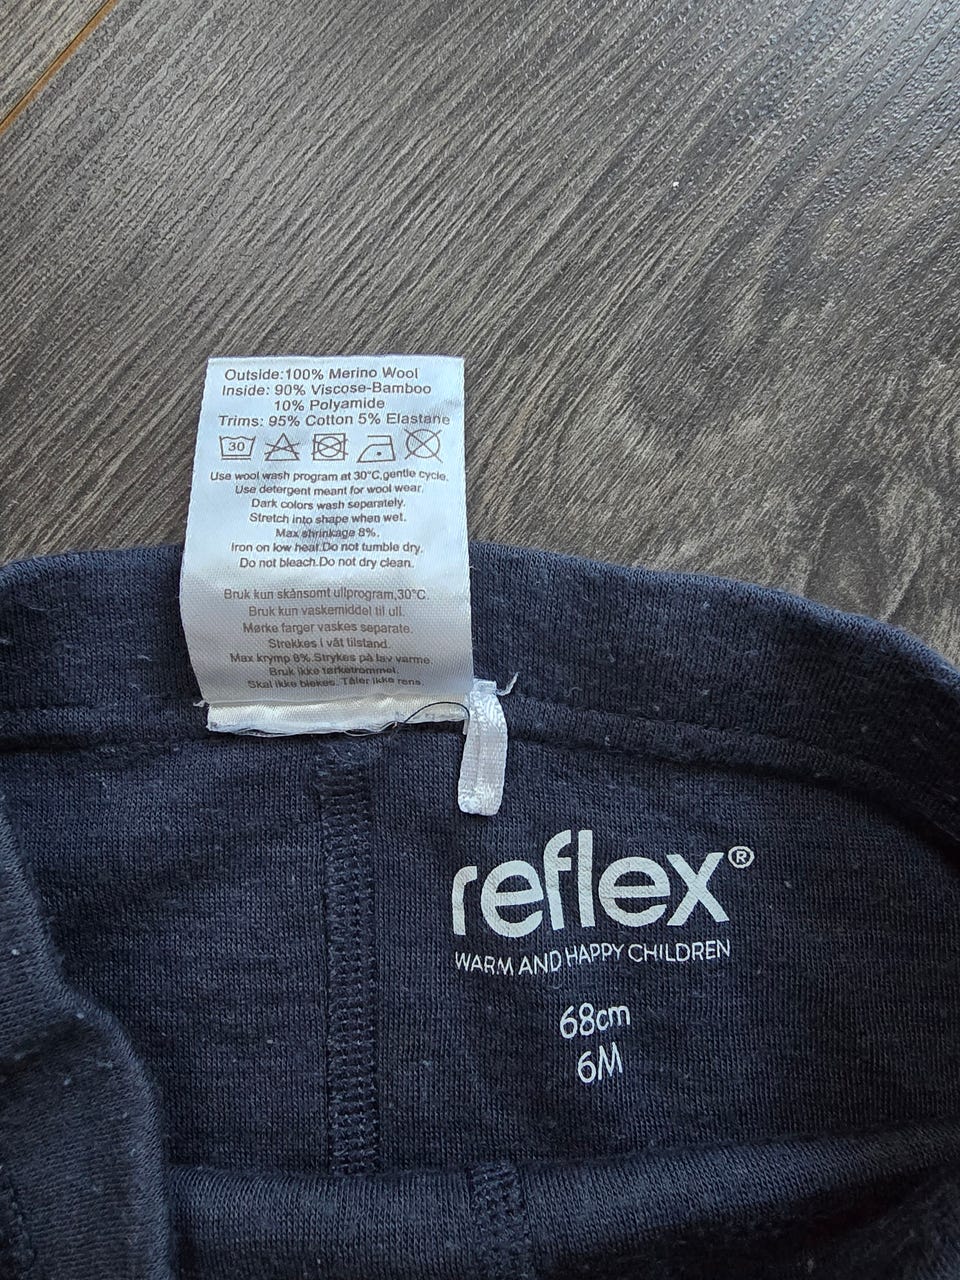 Outside:100% Merino Wool
Inside: 90% Viscose-Bamboo
10% Polyamide
Trims: 95% Cotton 5% Elastane
30
Use wool wash program at 30°C,gentle cycle.
Use detergent meant for wool wear.
Dark colors wash separately.
Stretch into shape when wet.
Max shrinkage 8%.
Iron on low heat.Do not tumble dry.
Do not bleach.Do not dry clean.
Bruk kun skånsomt ullprogram,30°C.
Bruk kun vaskemiddel til ull.
Mørke farger vaskes separate.
Strekkes i våt tilstand.
Max krymp 8%.Strykes på lav varme.
Bruk ikke tørketrommel.
Skal ikke blekes. Tåler ikke rens.
reflex®
WARM AND HAPPY CHILDREN
68cm
6M